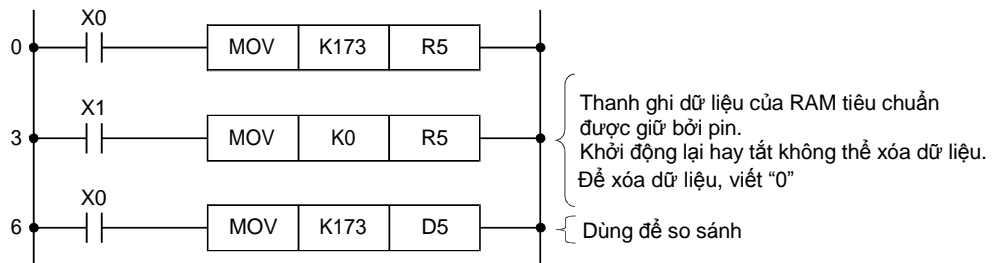 X0
0 MOV K173 R5
X1
3 MOV K0 R5
Thanh ghi dữ liệu của RAM tiêu chuẩn
được giữ bởi pin.
Khởi động lại hay tắt không thể xóa dữ liệu.
Để xóa dữ liệu, viết “0”
X0
6 MOV K173 D5
Dùng để so sánh